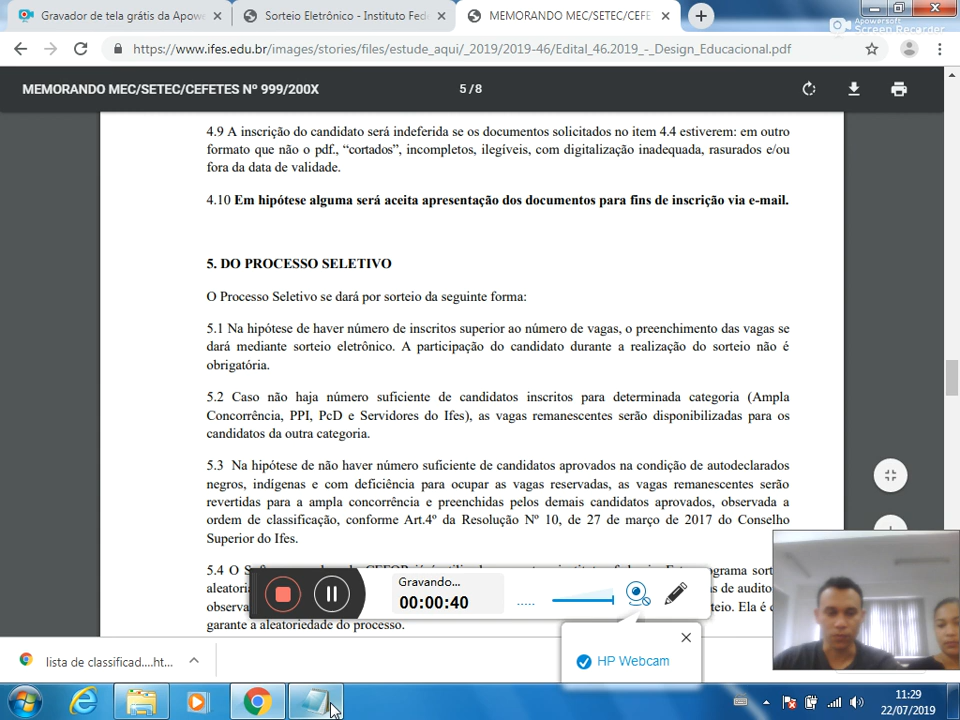 Gravador de tela grátis da Apow
Sorteio Eletrônico - Instituto Fed
MEMORANDO MEC/SETEC/CEFE
Apowersoft
Screen Recorder
https://www.ifes.edu.br/images/stories/files/estude_aqui/_2019/2019-46/Edital_46.2019_-_Design_Educacional.pdf
MEMORANDO MEC/SETEC/CEFETES Nº 999/200X
5 / 8
4.9 A inscrição do candidato será indeferida se os documentos solicitados no item 4.4 estiverem: em outro
formato que não o pdf., “cortados”, incompletos, ilegíveis, com digitalização inadequada, rasurados e/ou
fora da data de validade.
4.10 Em hipótese alguma será aceita apresentação dos documentos para fins de inscrição via e-mail.
5. DO PROCESSO SELETIVO
O Processo Seletivo se dará por sorteio da seguinte forma:
5.1 Na hipótese de haver número de inscritos superior ao número de vagas, o preenchimento das vagas se
dará mediante sorteio eletrônico. A participação do candidato durante a realização do sorteio não é
obrigatória.
5.2 Caso não haja número suficiente de candidatos inscritos para determinada categoria (Ampla
Concorrência, PPI, PcD e Servidores do Ifes), as vagas remanescentes serão disponibilizadas para os
candidatos da outra categoria.
5.3 Na hipótese de não haver número suficiente de candidatos aprovados na condição de autodeclarados
negros, indígenas e com deficiência para ocupar as vagas reservadas, as vagas remanescentes serão
revertidas para a ampla concorrência e preenchidas pelos demais candidatos aprovados, observada a
ordem de classificação, conforme Art.4º da Resolução Nº 10, de 27 de março de 2017 do Conselho
Superior do Ifes.
5.4 O S
ograma sort
aleatoria
s de audito
observa
teio. Ela é
garante a aleatoriedade do processo.
Gravando...
00:00:40
HP Webcam
lista de classificad....ht...
11:29
22/07/2019